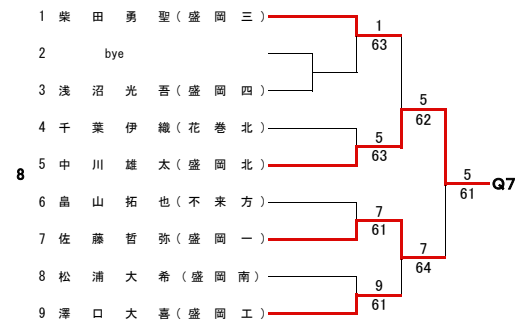 1 柴 田 勇 聖(盛 岡 三)
1
63
2 bye
3 浅 沼 光 吾(盛 岡 四)
5
62
4 千 葉 伊 織(花 巻 北)
5
63
5 中 川 雄 太(盛 岡 北)
8
5
61
Q7
6 畠 山 拓 也(不 来 方)
7
61
7 佐 藤 哲 弥(盛 岡 一)
7
64
8 松 浦 大 希(盛 岡 南)
9
61
9 澤 口 大 喜(盛 岡 工)